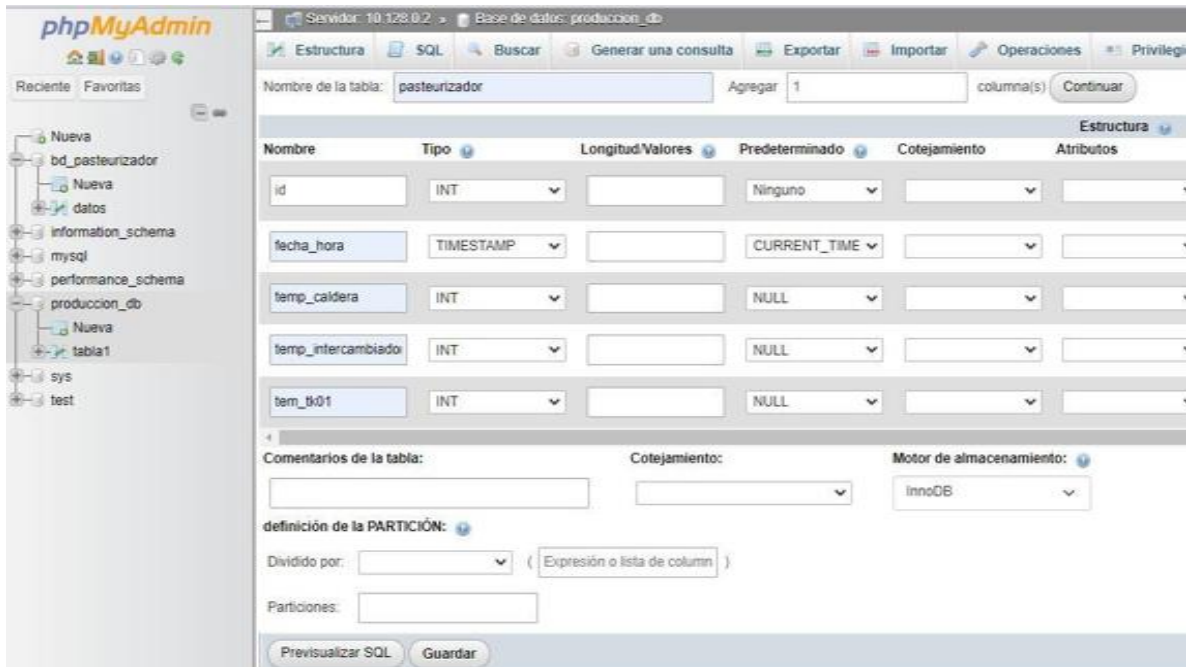 phpMyAdmin
Reciente Favoritas
Nueva
bd_pasteurizador
Nueva
datos
information_schema
mysql
performance_schema
produccion_db
Nueva
tabla1
sys
test
Servidor: 10.128.0.2 » Base de datos: produccion_db
Estructura SQL Buscar Generar una consulta Exportar Importar Operaciones Privilegi
Nombre de la tabla: pasteurizador Agregar 1 columna(s) Continuar
Estructura
Nombre Tipo Longitud/Valores Predeterminado Cotejamiento Atributos
id INT Ninguno
fecha_hora TIMESTAMP CURRENT_TIME
temp_caldera INT NULL
temp_intercambiado INT NULL
tem_tk01 INT NULL
Comentarios de la tabla: Cotejamiento: Motor de almacenamiento:
InnoDB
definición de la PARTICIÓN:
Dividido por: ( Expresión o lista de column )
Particiones:
Previsualizar SQL Guardar